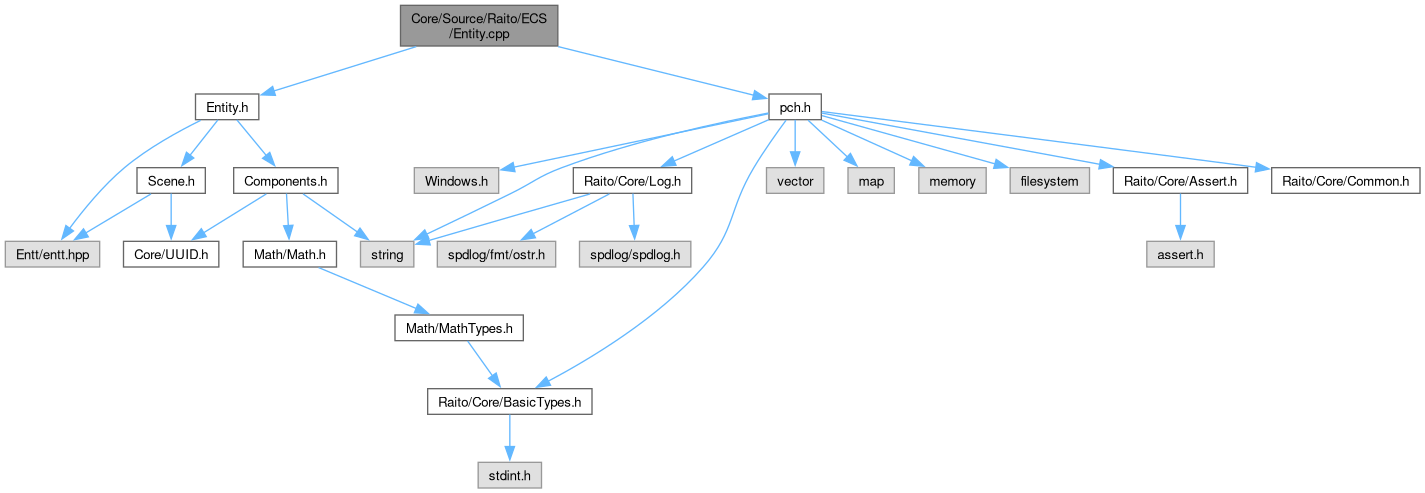 Core/Source/Raito/ECS
/Entity.cpp
Entity.h
pch.h
Scene.h
Components.h
Windows.h
Raito/Core/Log.h
vector
map
memory
filesystem
Raito/Core/Assert.h
Raito/Core/Common.h
Entt/entt.hpp
Core/UUID.h
Math/Math.h
string
spdlog/fmt/ostr.h
spdlog/spdlog.h
assert.h
Math/MathTypes.h
Raito/Core/BasicTypes.h
stdint.h